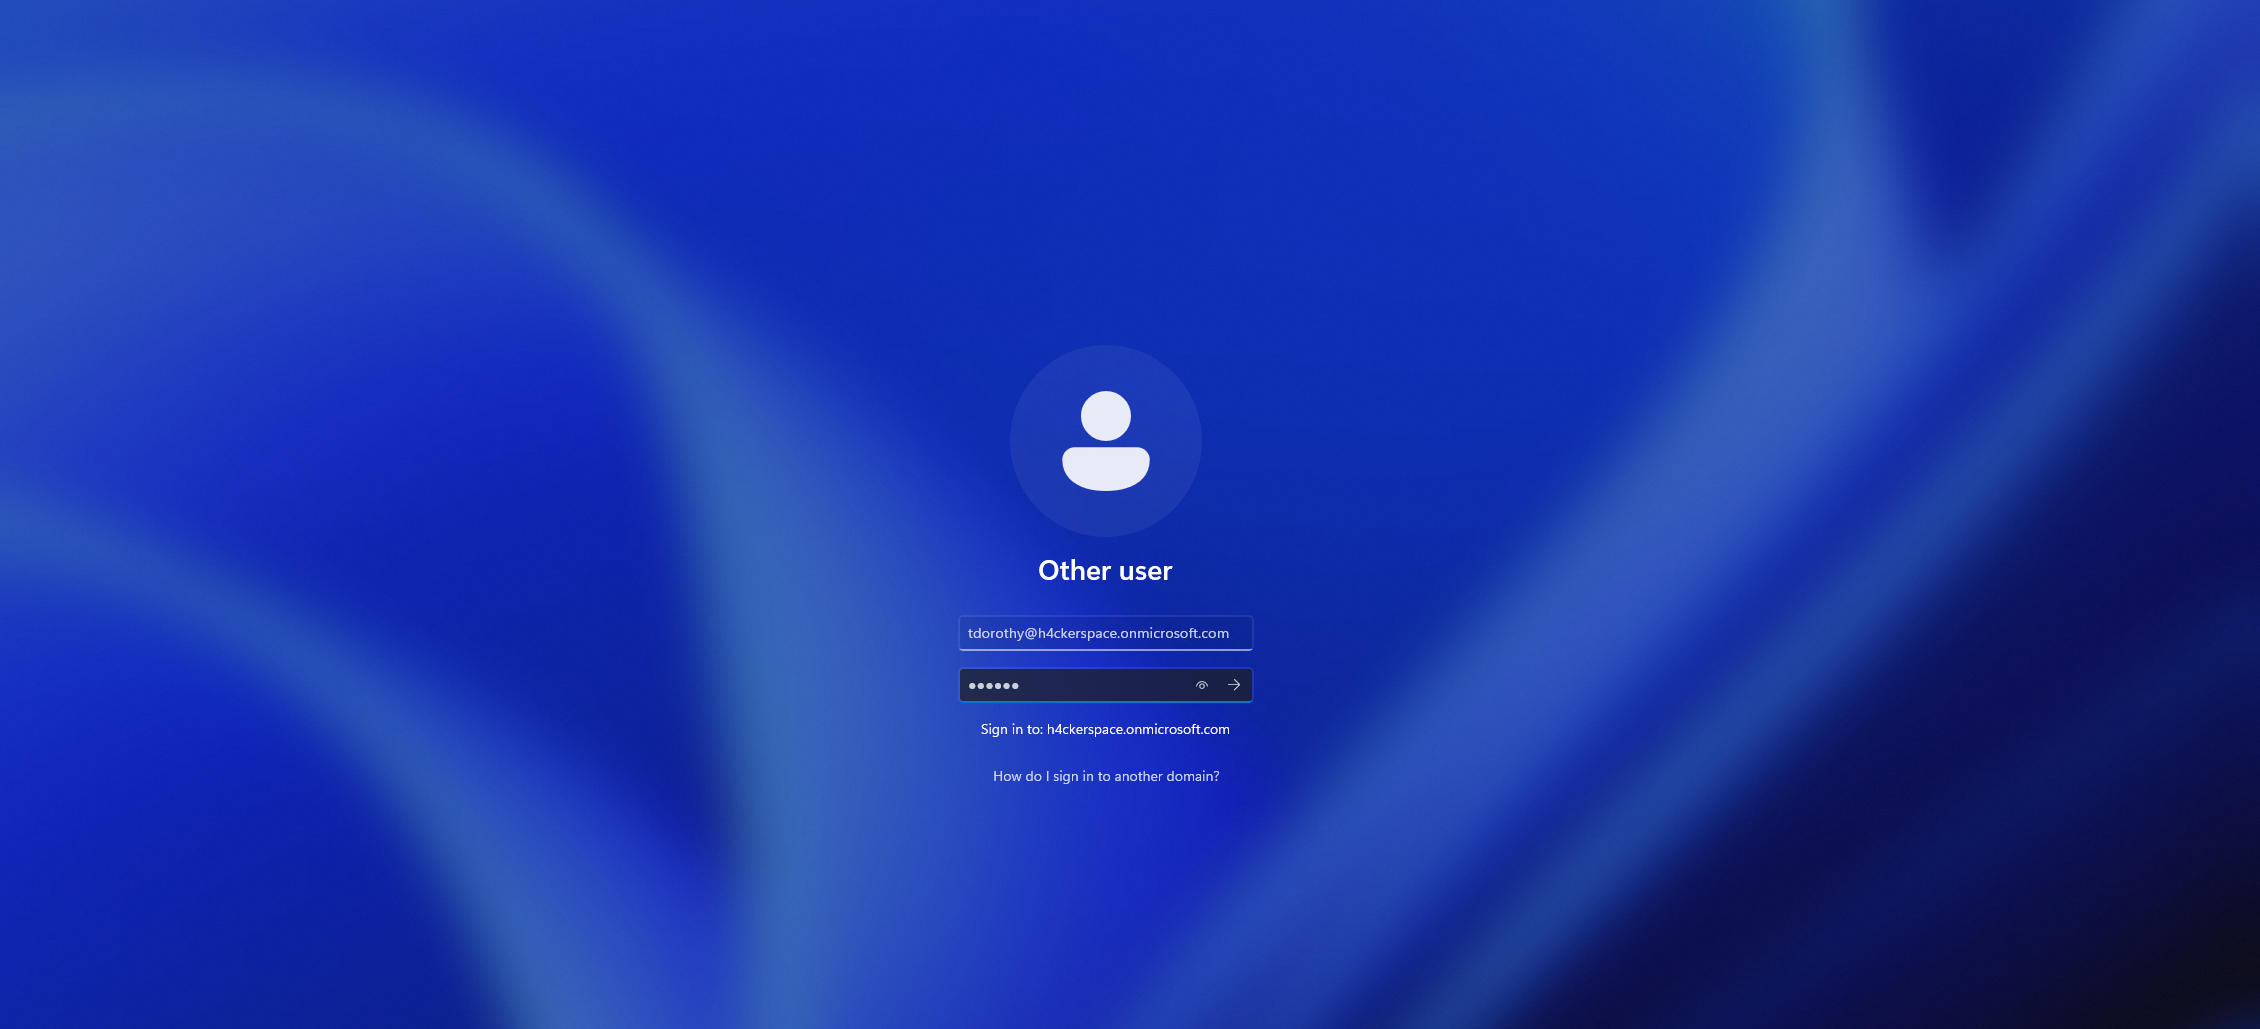 Other user
tdorothy@h4ckerspace.onmicrosoft.com
●●●●●●
Sign in to: h4ckerspace.onmicrosoft.com
How do I sign in to another domain?